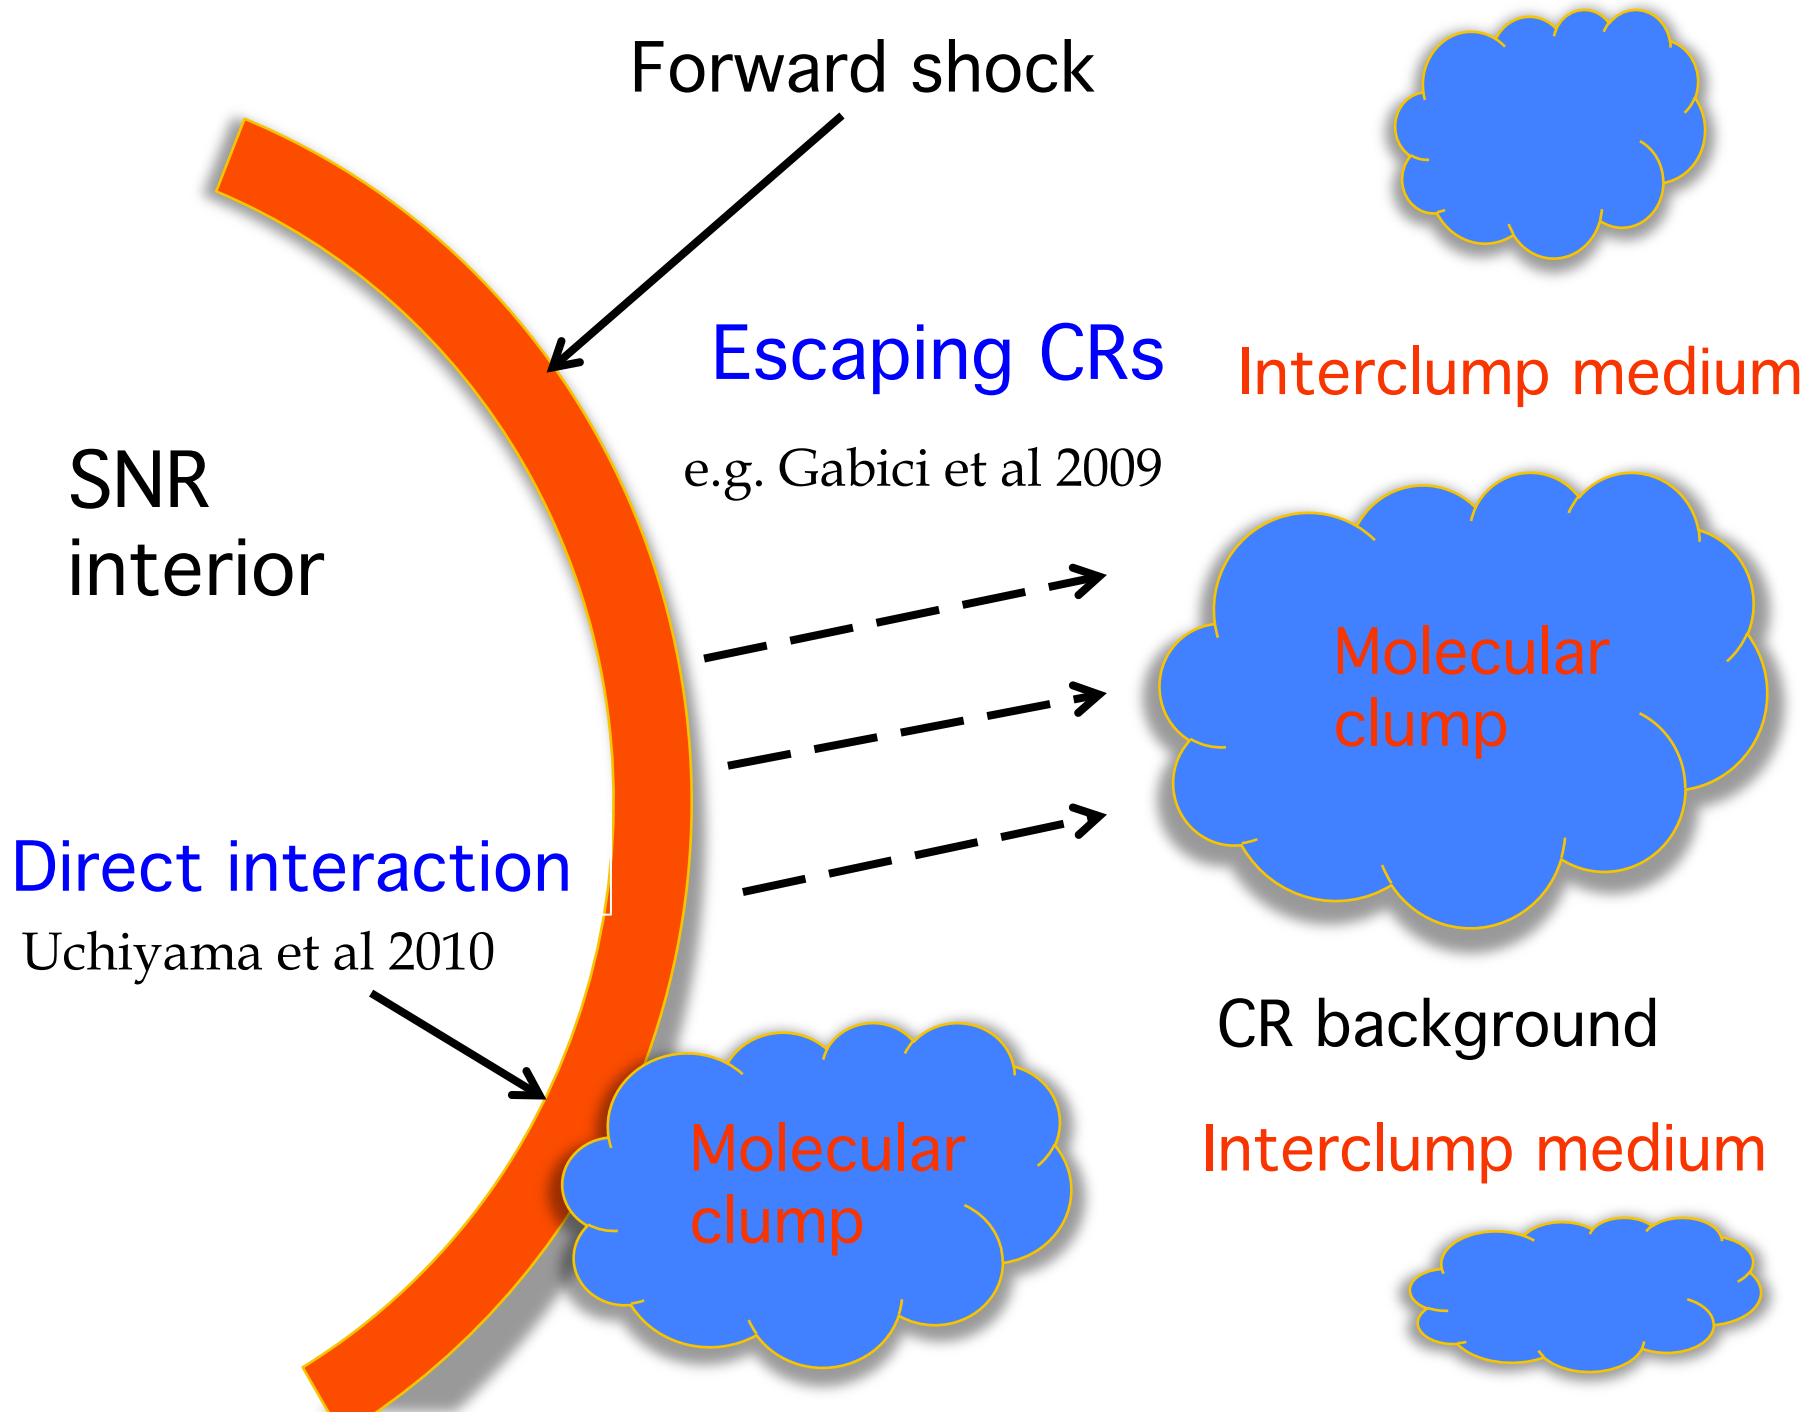 Forward shock
Escaping CRs
Interclump medium
e.g. Gabici et al 2009
SNR
interior
Molecular
clump
Direct interaction
Uchiyama et al 2010
CR background
Molecular
clump
Interclump medium